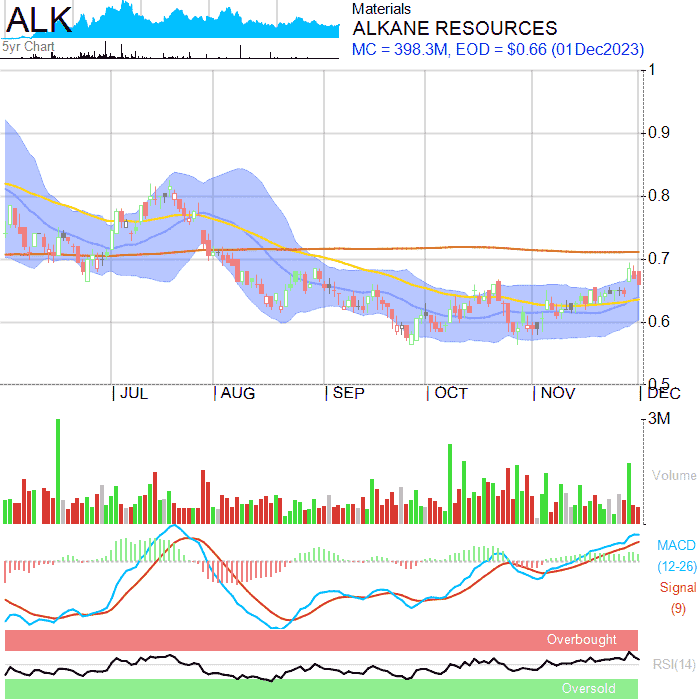 ALK
5yr Chart
Materials
ALKANE RESOURCES
MC = 398.3M, EOD = $0.66 (01Dec2023)
1
0.9
0.8
0.7
0.6
0.5
| JUL
| AUG
| SEP
| OCT
| NOV
| DEC
3M
Volume
MACD
(12-26)
Signal
(9)
Overbought
RSI(14)
Oversold